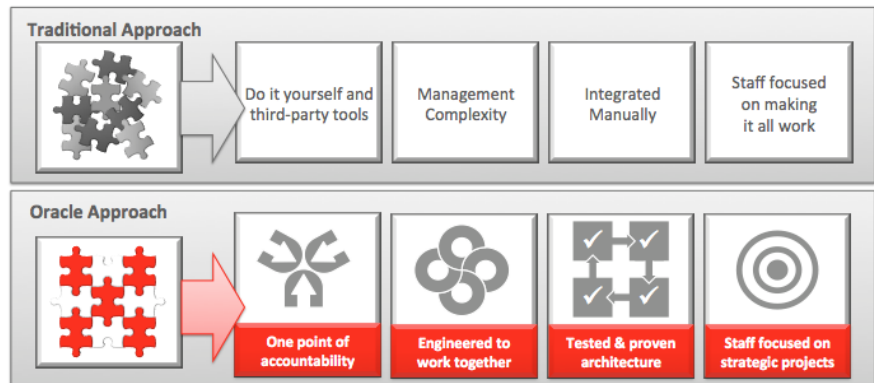 Traditional Approach
Do it yourself and
third-party tools
Management
Complexity
Integrated
Manually
Staff focused
on making
it all work
Oracle Approach
One point of
accountability
Engineered to
work together
Tested & proven
architecture
Staff focused on
strategic projects